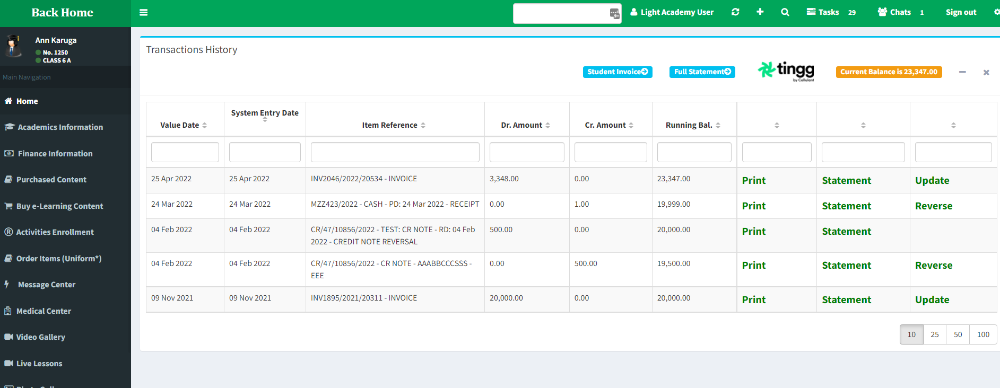 Back Home
Light Academy User
Tasks 29
Chats 1
Sign out
Ann Karuga
No. 1250
CLASS 6 A
Main Navigation
Home
Academics Information
Finance Information
Purchased Content
Buy e-Learning Content
Activities Enrollment
Order Items (Uniform*)
Message Center
Medical Center
Video Gallery
Live Lessons
Transactions History
Student Invoice
Full Statement
tingg
by Cellulant
Current Balance is 23,347.00
Value Date System Entry Date Item Reference Dr. Amount Cr. Amount Running Bal.
25 Apr 2022 25 Apr 2022 INV2046/2022/20534 - INVOICE 3,348.00 0.00 23,347.00 Print Statement Update
24 Mar 2022 24 Mar 2022 MZZ423/2022 - CASH - PD: 24 Mar 2022 - RECEIPT 0.00 1.00 19,999.00 Print Statement Reverse
04 Feb 2022 04 Feb 2022 CR/47/10856/2022 - TEST: CR NOTE - RD: 04 Feb 500.00 0.00 20,000.00 Print Statement
2022 - CREDIT NOTE REVERSAL
04 Feb 2022 04 Feb 2022 CR/47/10856/2022 - CR NOTE - AAABBCCCSSS - 0.00 500.00 19,500.00 Print Statement Reverse
EEE
09 Nov 2021 09 Nov 2021 INV1895/2021/20311 - INVOICE 20,000.00 0.00 20,000.00 Print Statement Update
10 25 50 100